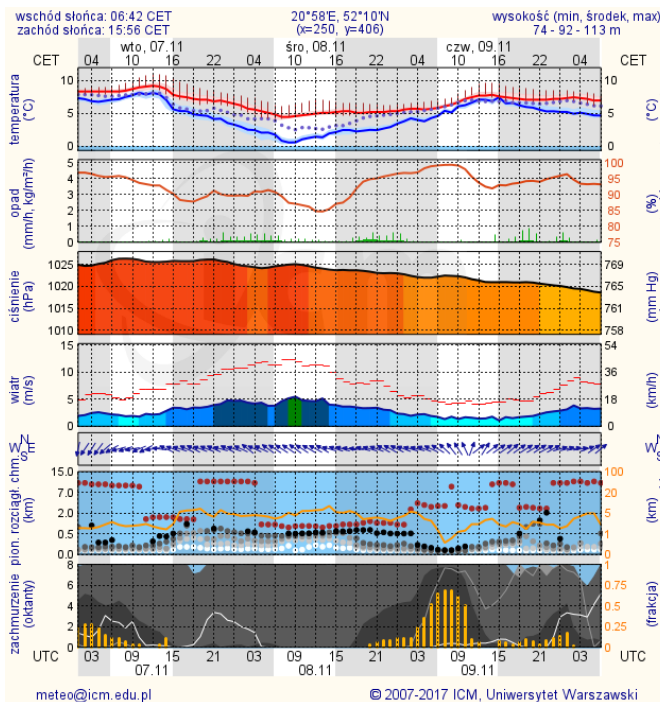 wschód słońca: 06:42 CET 20°58'E, 52°10'N wysokość (min, środek, max)
zachód słońca: 15:56 CET (x=250, y=406) 74 - 92 - 113 m
wto, 07.11 śro, 08.11 czw, 09.11
CET 04 10 16 22 04 10 16 22 04 10 16 22 04 CET
temperatura (°C) 10 5 0 10 5 0 (°C)
opad (mm/h, kg/m²/h) 5 4 3 2 1 0 100 95 90 85 80 75 (%)
ciśnienie (hPa) 1025 1020 1015 1010 769 765 761 758 (mm Hg)
wiatr (m/s) 15 10 5 0 54 36 18 0 (km/h)
N W E S N W E S
pion. rozciągł. chm (km) 15.0 7.0 2.0 0.5 0.0 100 20 5 1 0 (km)
zachmurzenie (oktanty) 8 6 4 2 0 1 0.75 0.5 0.25 0 (frakcja)
UTC 03 09 15 21 03 09 15 21 03 09 15 21 03 UTC
07.11 08.11 09.11
meteo@icm.edu.pl © 2007-2017 ICM, Uniwersytet Warszawski